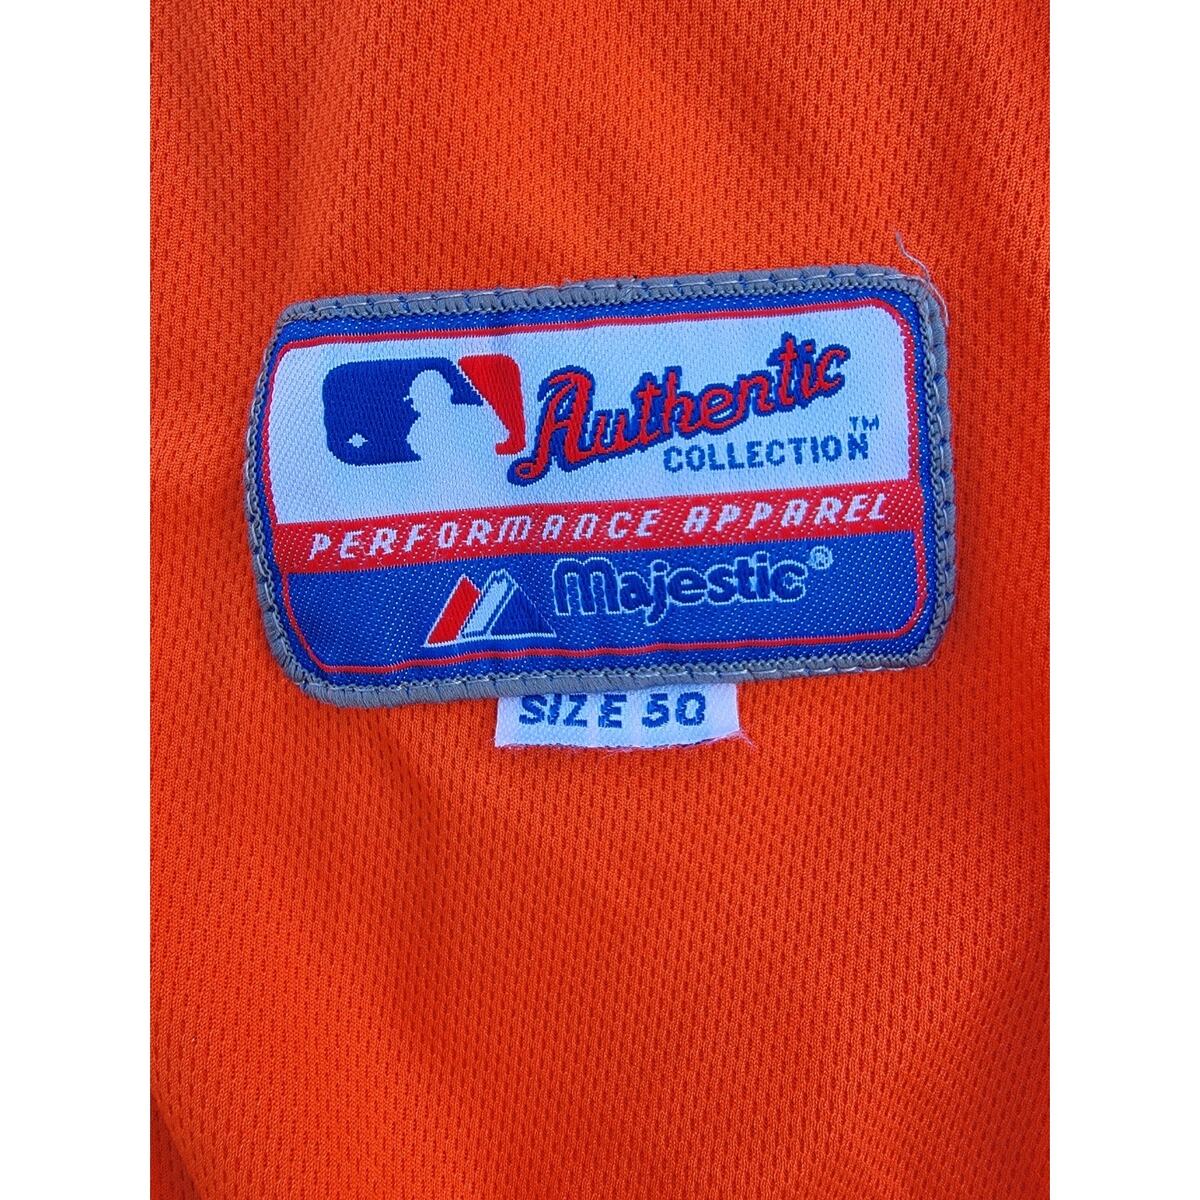 Authentic
COLLECTION™
PERFORMANCE APPAREL
Majestic®
SIZE 50